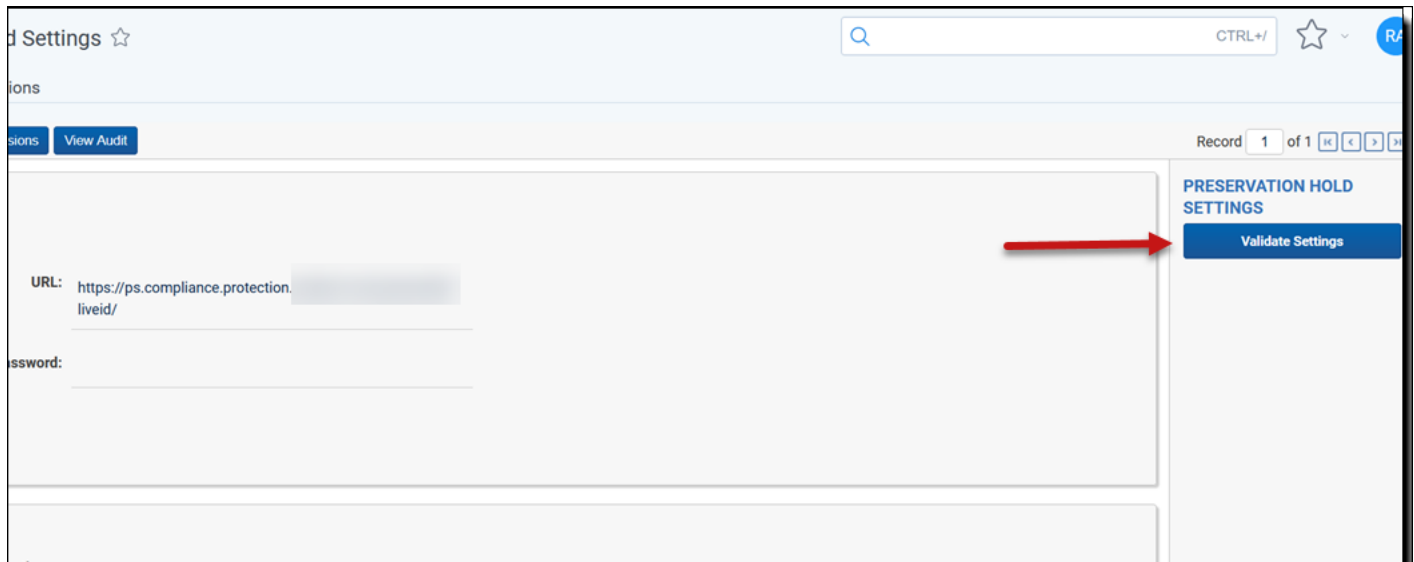 d Settings
CTRL+/
RA
ions
sions
View Audit
Record 1 of 1
PRESERVATION HOLD
SETTINGS
Validate Settings
URL:
https://ps.compliance.protection.
liveid/
ssword: